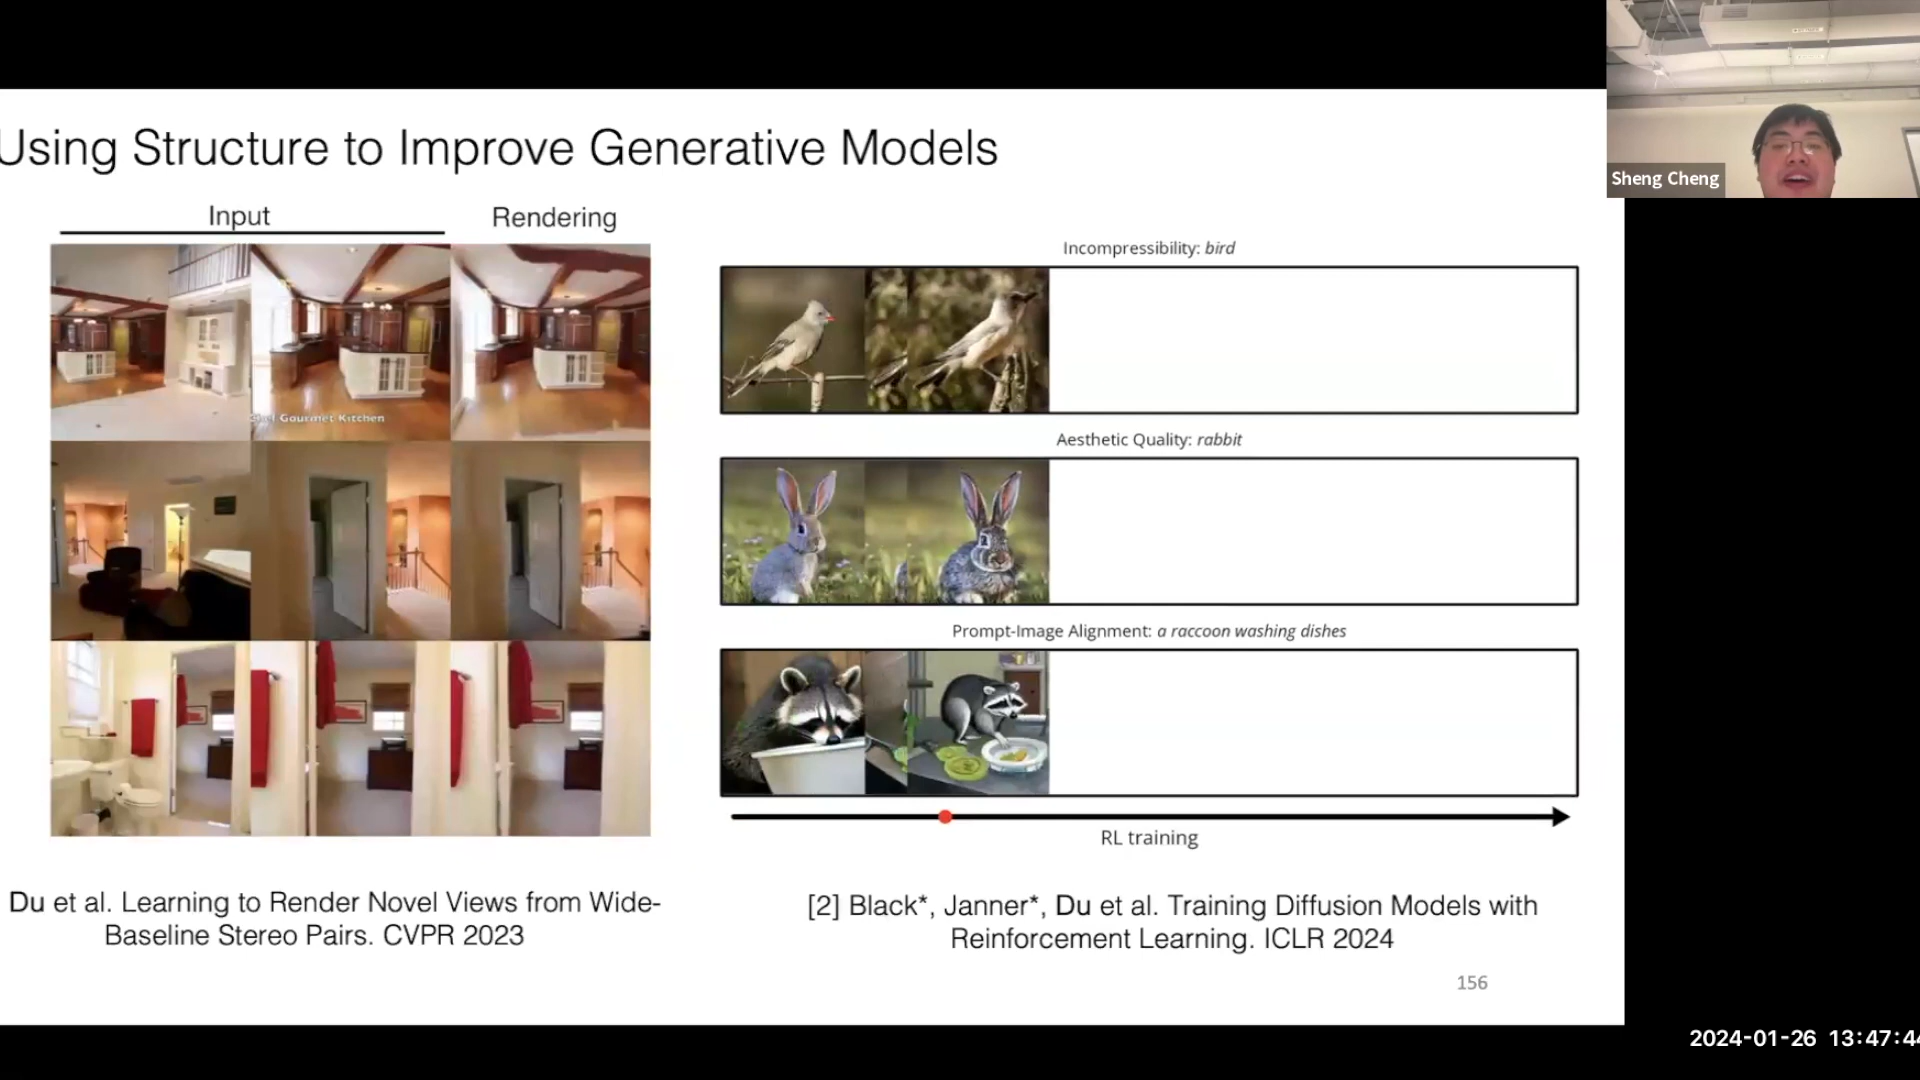 Using Structure to Improve Generative Models
Sheng Cheng
Input
Rendering
Gourmet Kitchen
Incompressibility: bird
Aesthetic Quality: rabbit
Prompt-Image Alignment: a raccoon washing dishes
RL training
Du et al. Learning to Render Novel Views from Wide-
Baseline Stereo Pairs. CVPR 2023
[2] Black*, Janner*, Du et al. Training Diffusion Models with
Reinforcement Learning. ICLR 2024
156
2024-01-26 13:47:44